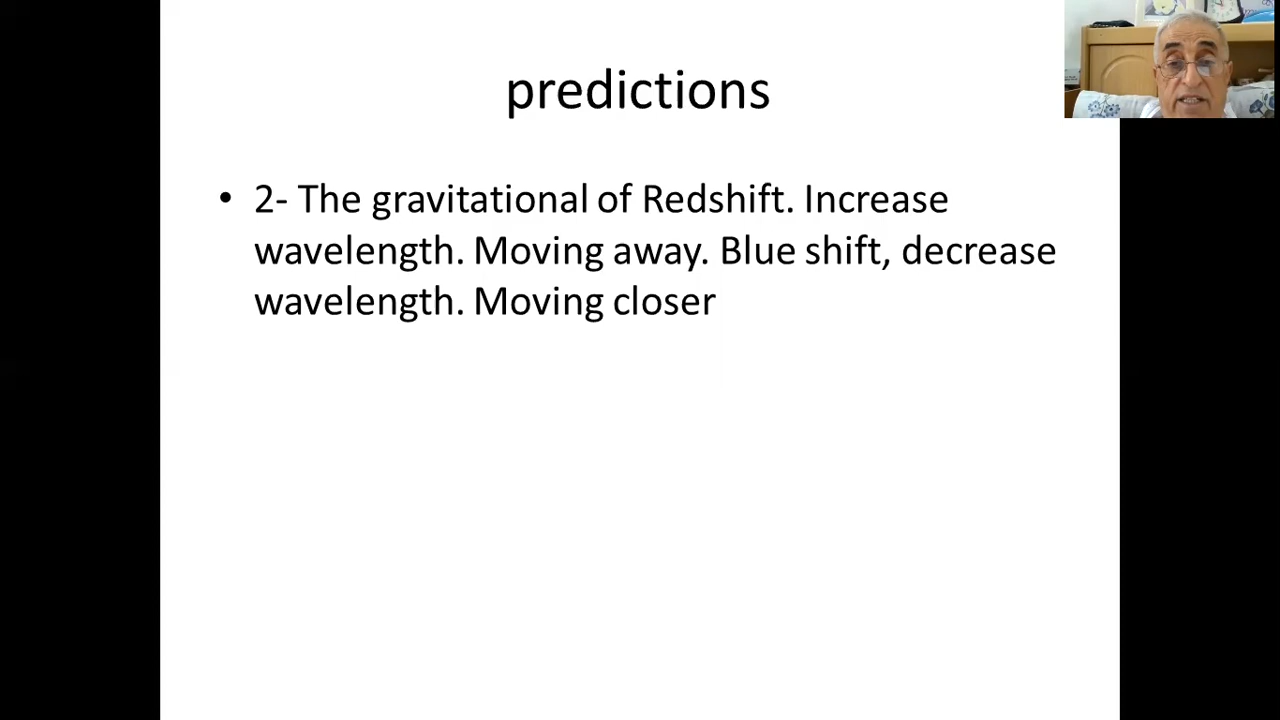 predictions
• 2- The gravitational of Redshift. Increase
wavelength. Moving away. Blue shift, decrease
wavelength. Moving closer